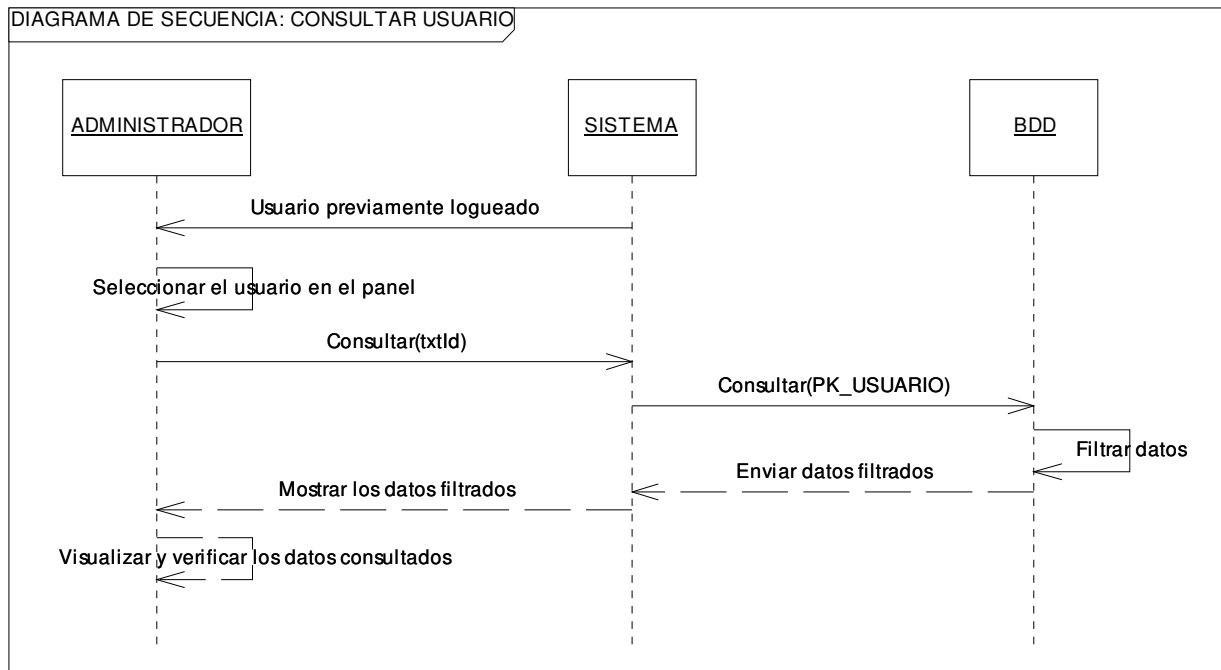 DIAGRAMA DE SECUENCIA: CONSULTAR USUARIO
ADMINISTRADOR
SISTEMA
BDD
Usuario previamente logueado
Seleccionar el usuario en el panel
Consultar(txtId)
Consultar(PK_USUARIO)
Filtrar datos
Enviar datos filtrados
Mostrar los datos filtrados
Visualizar y verificar los datos consultados